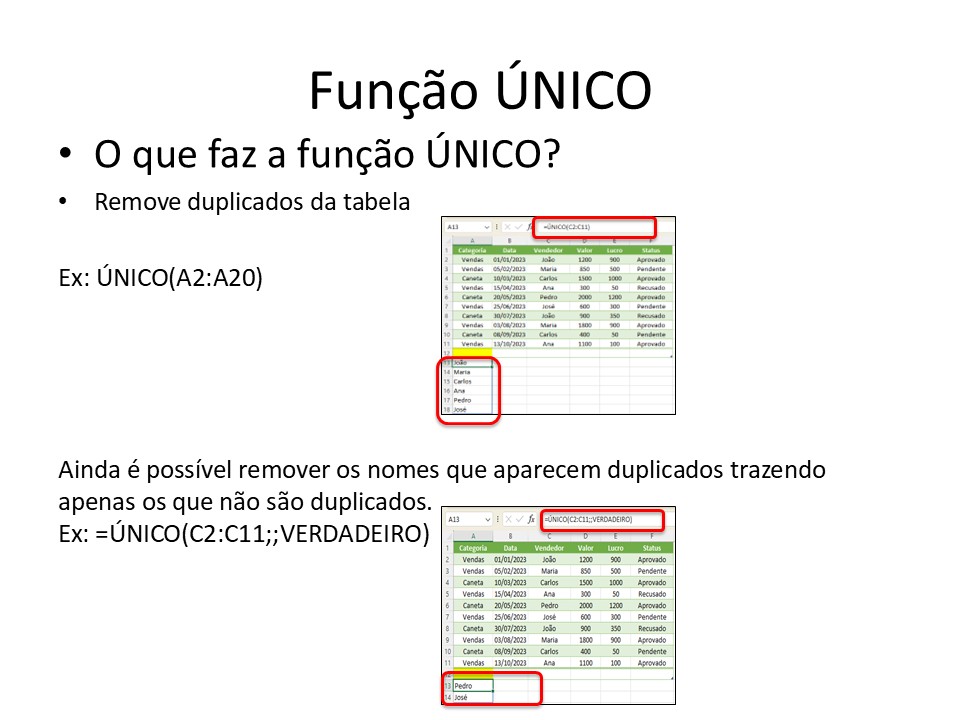 Função ÚNICO
• O que faz a função ÚNICO?
• Remove duplicados da tabela
Ex: ÚNICO(A2:A20)
A13 fx =ÚNICO(C2:C11)
A B C D E F
1 Categoria Data Vendedor Valor Lucro Status
2 Vendas 01/01/2023 João 1200 900 Aprovado
3 Vendas 05/02/2023 Maria 850 500 Pendente
4 Caneta 10/03/2023 Carlos 1500 1000 Aprovado
5 Vendas 15/04/2023 Ana 300 50 Recusado
6 Caneta 20/05/2023 Pedro 2000 1200 Aprovado
7 Vendas 25/06/2023 José 600 300 Pendente
8 Caneta 30/07/2023 João 900 350 Recusado
9 Vendas 03/08/2023 Maria 1800 900 Aprovado
10 Caneta 08/09/2023 Carlos 400 50 Pendente
11 Vendas 13/10/2023 Ana 1100 100 Aprovado
12
13 João
14 Maria
15 Carlos
16 Ana
17 Pedro
18 José
Ainda é possível remover os nomes que aparecem duplicados trazendo
apenas os que não são duplicados.
Ex: =ÚNICO(C2:C11;;VERDADEIRO)
A13 fx =ÚNICO(C2:C11;;VERDADEIRO)
A B C D E F
1 Categoria Data Vendedor Valor Lucro Status
2 Vendas 01/01/2023 João 1200 900 Aprovado
3 Vendas 05/02/2023 Maria 850 500 Pendente
4 Caneta 10/03/2023 Carlos 1500 1000 Aprovado
5 Vendas 15/04/2023 Ana 300 50 Recusado
6 Caneta 20/05/2023 Pedro 2000 1200 Aprovado
7 Vendas 25/06/2023 José 600 300 Pendente
8 Caneta 30/07/2023 João 900 350 Recusado
9 Vendas 03/08/2023 Maria 1800 900 Aprovado
10 Caneta 08/09/2023 Carlos 400 50 Pendente
11 Vendas 13/10/2023 Ana 1100 100 Aprovado
13 Pedro
14 José